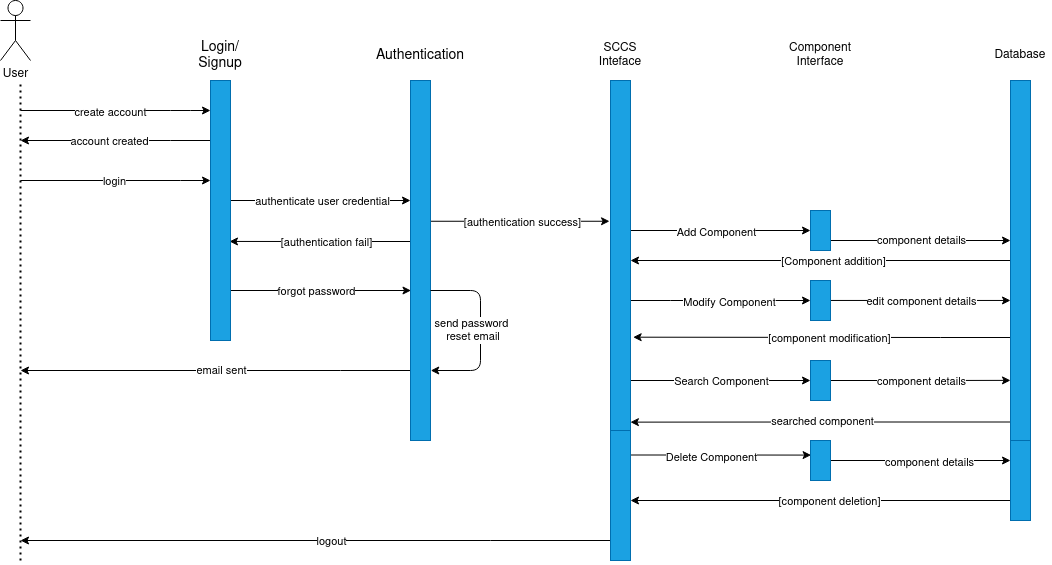 User
Login/
Signup
Authentication
SCCS
Inteface
Component
Interface
Database
create account
account created
login
authenticate user credential
[authentication success]
[authentication fail]
Add Component
component details
[Component addition]
forgot password
Modify Component
edit component details
send password
reset email
[component modification]
email sent
Search Component
component details
searched component
Delete Component
component details
[component deletion]
logout